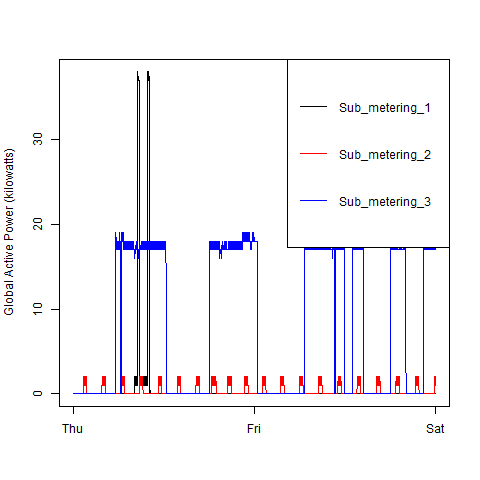 Global Active Power (kilowatts)
30
20
10
0
Sub_metering_1
Sub_metering_2
Sub_metering_3
Thu
Fri
Sat